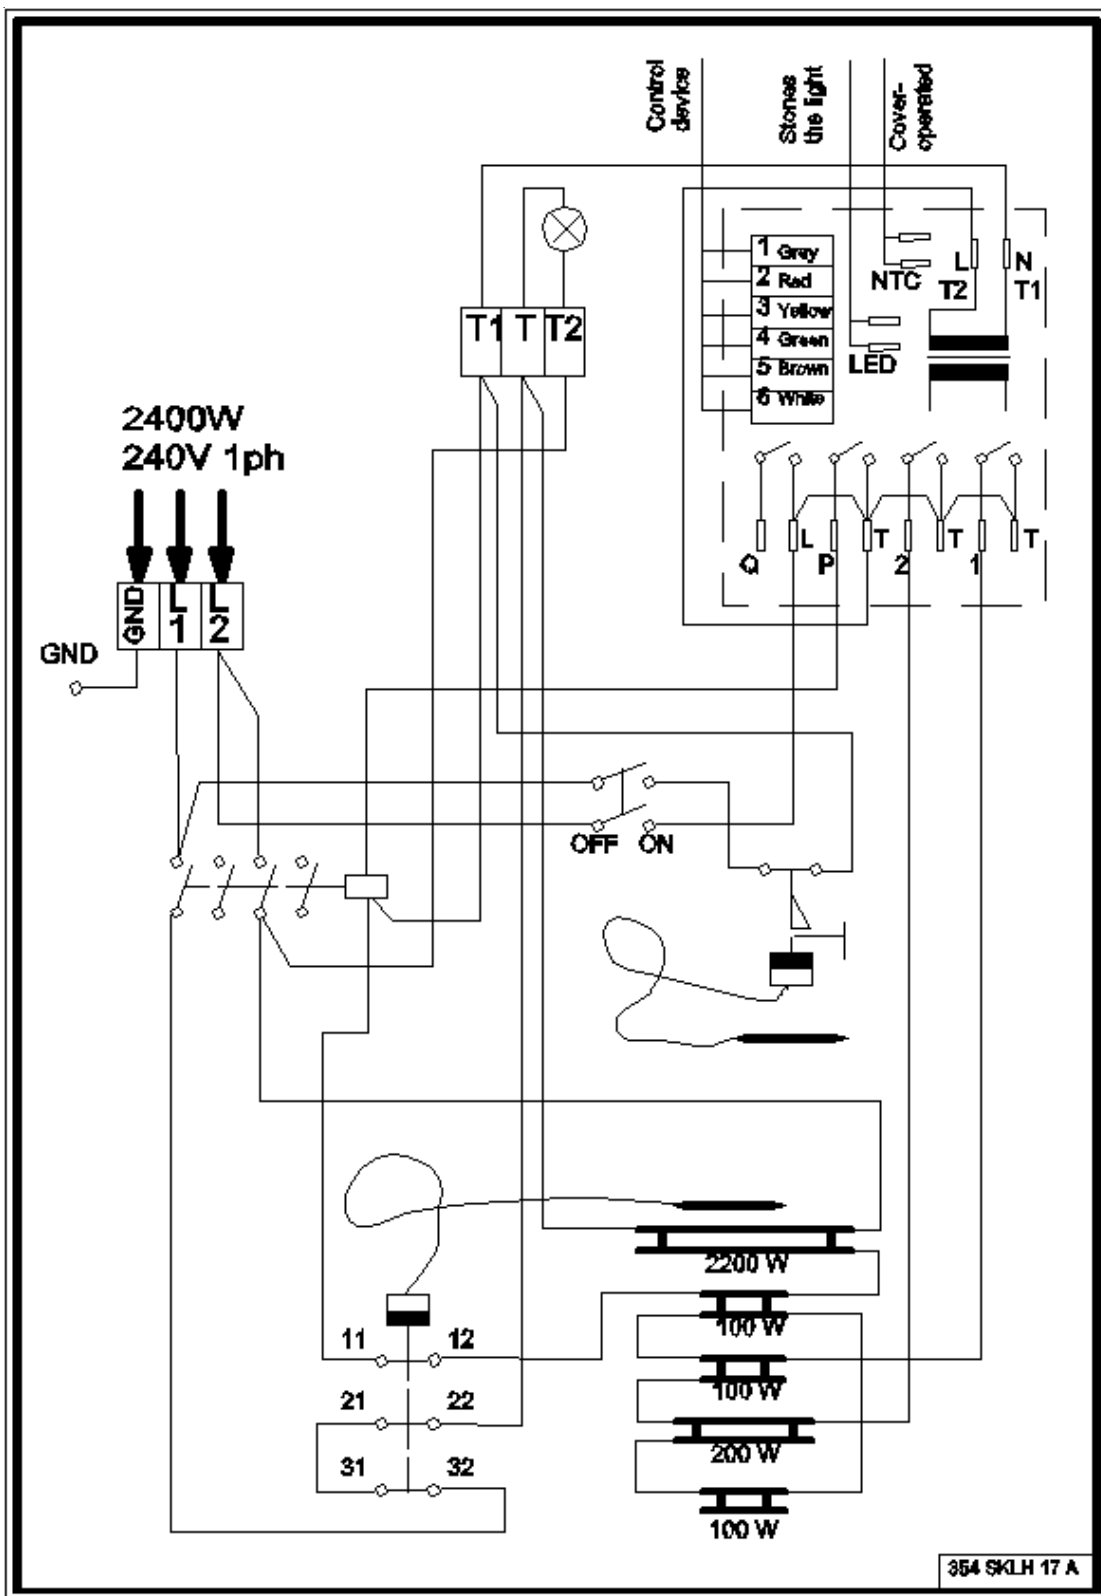 Control
device
Stones
the light
Cover-
operated
1 Grey
2 Red
3 Yellow
4 Green
5 Brown
6 White
NTC
L
N
T2
T1
LED
T1
T
T2
2400W
240V 1ph
GND
L
1
L
2
GND
Q
L
P
T
2
T
1
T
OFF
ON
2200 W
100 W
11
12
100 W
21
22
200 W
31
32
100 W
354 SKLH 17 A